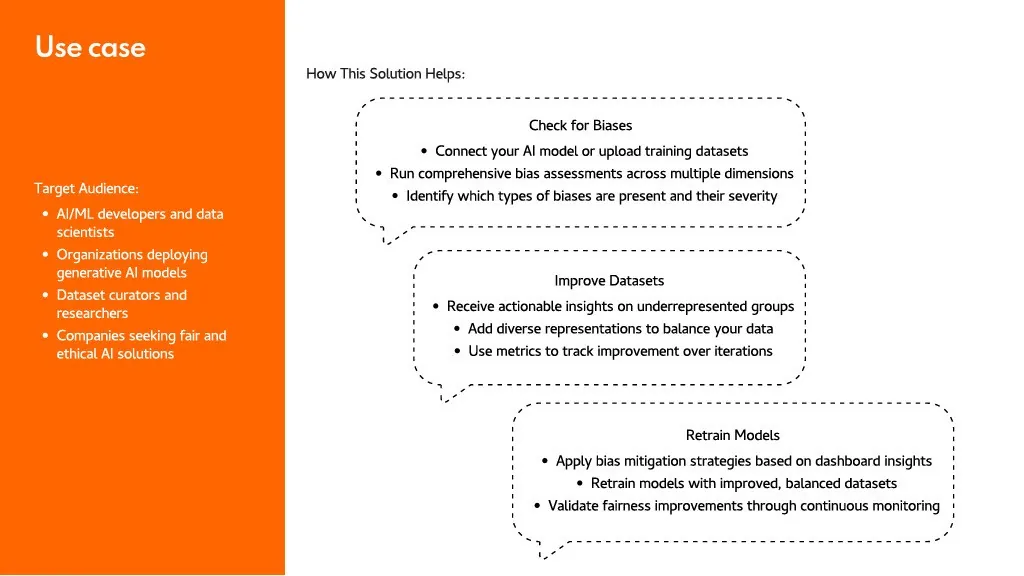 Use case
Target Audience:
• AI/ML developers and data
scientists
• Organizations deploying
generative AI models
• Dataset curators and
researchers
• Companies seeking fair and
ethical AI solutions
How This Solution Helps:
Check for Biases
• Connect your AI model or upload training datasets
• Run comprehensive bias assessments across multiple dimensions
• Identify which types of biases are present and their severity
Improve Datasets
• Receive actionable insights on underrepresented groups
• Add diverse representations to balance your data
• Use metrics to track improvement over iterations
Retrain Models
• Apply bias mitigation strategies based on dashboard insights
• Retrain models with improved, balanced datasets
• Validate fairness improvements through continuous monitoring